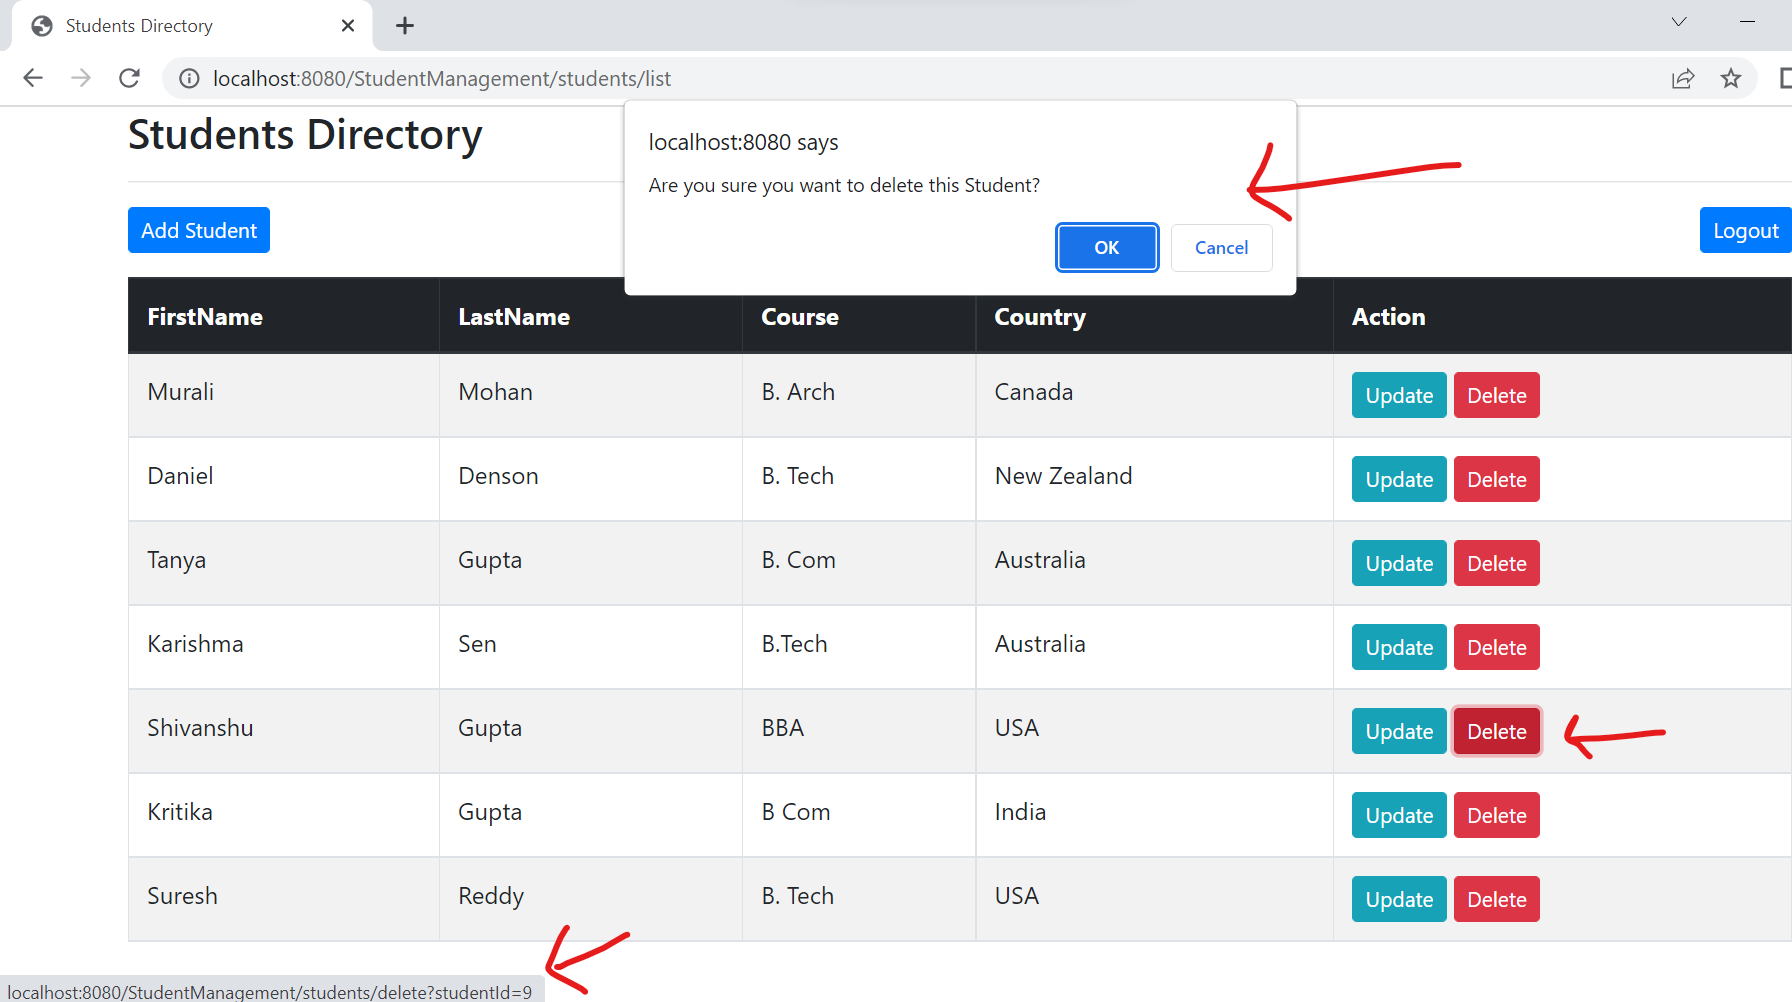 Students Directory
localhost:8080/StudentManagement/students/list
Students Directory
localhost:8080 says
Are you sure you want to delete this Student?
OK Cancel
Add Student Logout
FirstName LastName Course Country Action
Murali Mohan B. Arch Canada Update Delete
Daniel Denson B. Tech New Zealand Update Delete
Tanya Gupta B. Com Australia Update Delete
Karishma Sen B.Tech Australia Update Delete
Shivanshu Gupta BBA USA Update Delete
Kritika Gupta B Com India Update Delete
Suresh Reddy B. Tech USA Update Delete
localhost:8080/StudentManagement/students/delete?studentId=9